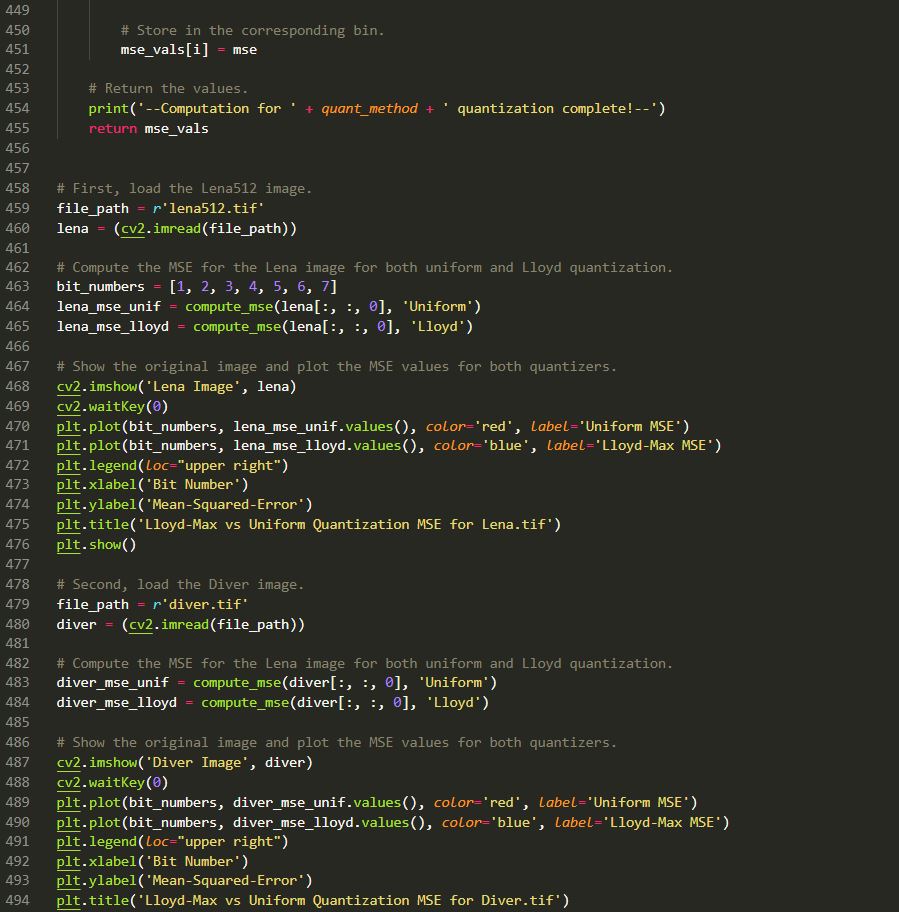 449
450 # Store in the corresponding bin.
451 mse_vals[i] = mse
452
453 # Return the values.
454 print('--Computation for ' + quant_method + ' quantization complete!--')
455 return mse_vals
456
457
458 # First, load the Lena512 image.
459 file_path = r'lena512.tif'
460 lena = (cv2.imread(file_path))
461
462 # Compute the MSE for the Lena image for both uniform and Lloyd quantization.
463 bit_numbers = [1, 2, 3, 4, 5, 6, 7]
464 lena_mse_unif = compute_mse(lena[:, :, 0], 'Uniform')
465 lena_mse_lloyd = compute_mse(lena[:, :, 0], 'Lloyd')
466
467 # Show the original image and plot the MSE values for both quantizers.
468 cv2.imshow('Lena Image', lena)
469 cv2.waitKey(0)
470 plt.plot(bit_numbers, lena_mse_unif.values(), color='red', label='Uniform MSE')
471 plt.plot(bit_numbers, lena_mse_lloyd.values(), color='blue', label='Lloyd-Max MSE')
472 plt.legend(loc="upper right")
473 plt.xlabel('Bit Number')
474 plt.ylabel('Mean-Squared-Error')
475 plt.title('Lloyd-Max vs Uniform Quantization MSE for Lena.tif')
476 plt.show()
477
478 # Second, load the Diver image.
479 file_path = r'diver.tif'
480 diver = (cv2.imread(file_path))
481
482 # Compute the MSE for the Lena image for both uniform and Lloyd quantization.
483 diver_mse_unif = compute_mse(diver[:, :, 0], 'Uniform')
484 diver_mse_lloyd = compute_mse(diver[:, :, 0], 'Lloyd')
485
486 # Show the original image and plot the MSE values for both quantizers.
487 cv2.imshow('Diver Image', diver)
488 cv2.waitKey(0)
489 plt.plot(bit_numbers, diver_mse_unif.values(), color='red', label='Uniform MSE')
490 plt.plot(bit_numbers, diver_mse_lloyd.values(), color='blue', label='Lloyd-Max MSE')
491 plt.legend(loc="upper right")
492 plt.xlabel('Bit Number')
493 plt.ylabel('Mean-Squared-Error')
494 plt.title('Lloyd-Max vs Uniform Quantization MSE for Diver.tif')